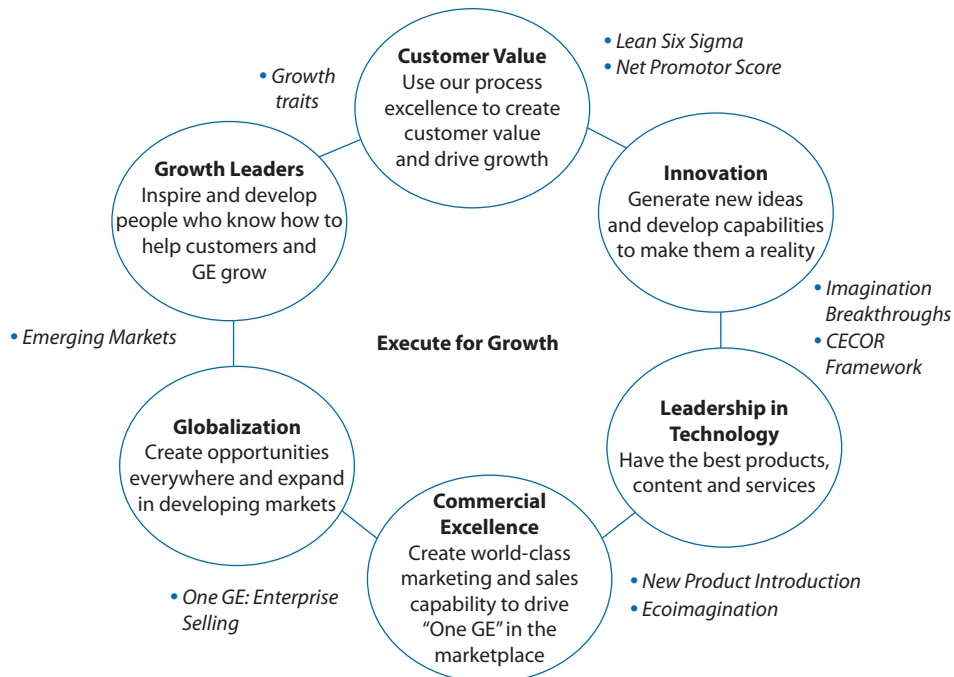 Customer Value
Use our process
excellence to create
customer value
and drive growth
• Lean Six Sigma
• Net Promotor Score
Innovation
Generate new ideas
and develop capabilities
to make them a reality
• Imagination
Breakthroughs
• CECOR
Framework
Leadership in
Technology
Have the best products,
content and services
• New Product Introduction
• Ecoimagination
Commercial
Excellence
Create world-class
marketing and sales
capability to drive
“One GE” in the
marketplace
• One GE: Enterprise
Selling
Globalization
Create opportunities
everywhere and expand
in developing markets
• Emerging Markets
Growth Leaders
Inspire and develop
people who know how to
help customers and
GE grow
• Growth
traits
Execute for Growth